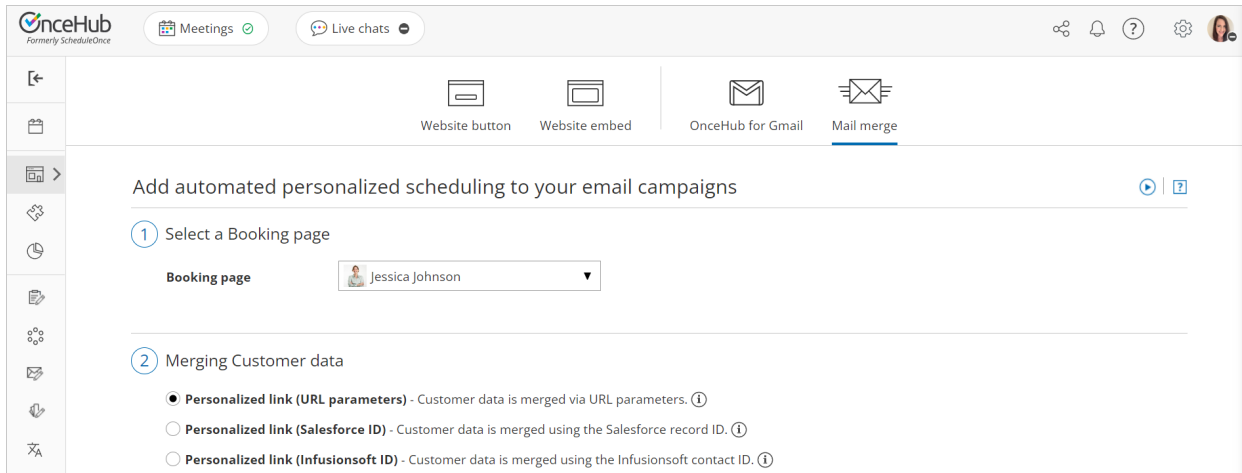 OnceHub
Formerly ScheduleOnce
Meetings
Live chats
?
Website button
Website embed
OnceHub for Gmail
Mail merge
Add automated personalized scheduling to your email campaigns
?
1 Select a Booking page
Booking page
Jessica Johnson
2 Merging Customer data
Personalized link (URL parameters) - Customer data is merged via URL parameters. i
Personalized link (Salesforce ID) - Customer data is merged using the Salesforce record ID. i
Personalized link (Infusionsoft ID) - Customer data is merged using the Infusionsoft contact ID. i